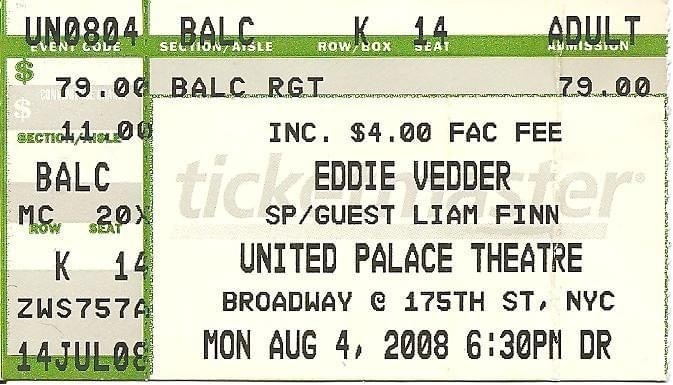 UN0804 BALC K 14 ADULT
EVENT CODE SECTION/AISLE ROW/BOX SEAT ADMISSION
$ 79.00 BALC RGT 79.00
$
11.00 INC. $4.00 FAC FEE
SECTION/AISLE
BALC EDDIE VEDDER
ticketmaster®
MC 20X SP/GUEST LIAM FINN
ROW SEAT
K 14 UNITED PALACE THEATRE
ZWS757A BROADWAY @ 175TH ST, NYC
14JUL08 MON AUG 4, 2008 6:30PM DR